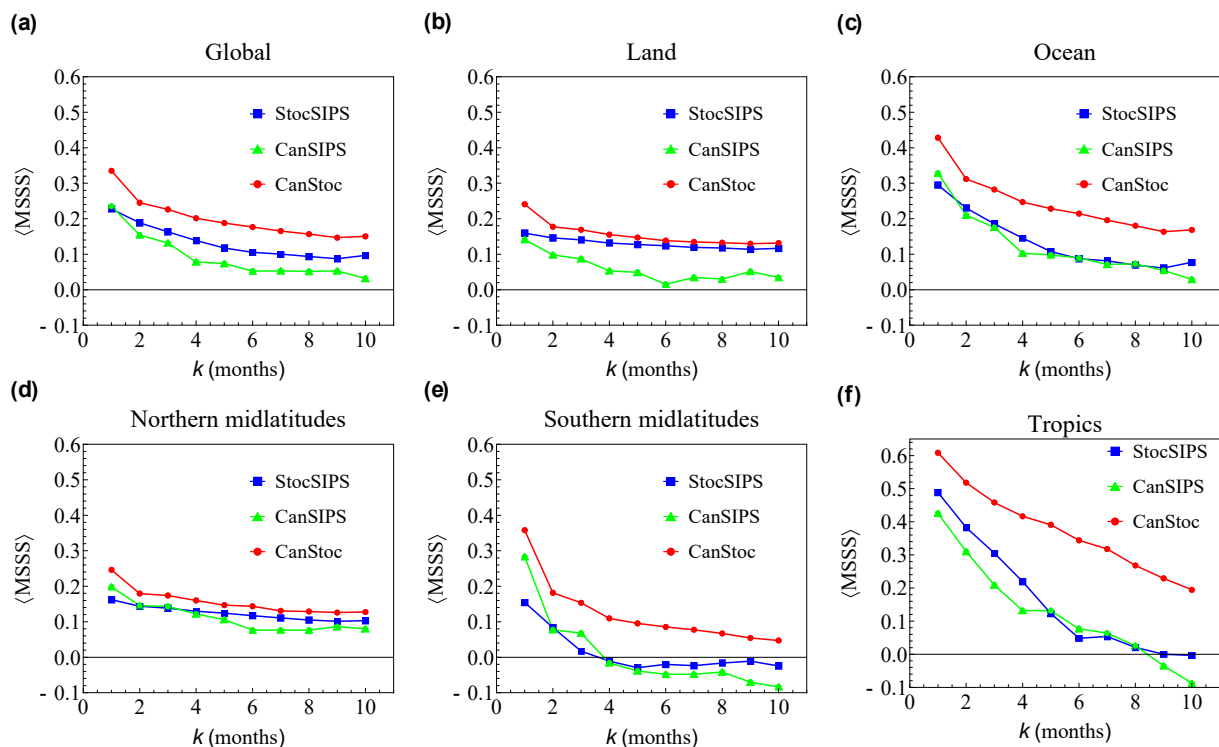 (a)
Global
0.6
0.5
0.4
0.3
0.2
0.1
0.0
- 0.1
⟨MSSS⟩
StocSIPS
CanSIPS
CanStoc
0 2 4 6 8 10
k (months)
(b)
Land
0.6
0.5
0.4
0.3
0.2
0.1
0.0
- 0.1
⟨MSSS⟩
StocSIPS
CanSIPS
CanStoc
0 2 4 6 8 10
k (months)
(c)
Ocean
0.6
0.5
0.4
0.3
0.2
0.1
0.0
- 0.1
⟨MSSS⟩
StocSIPS
CanSIPS
CanStoc
0 2 4 6 8 10
k (months)
(d)
Northern midlatitudes
0.6
0.5
0.4
0.3
0.2
0.1
0.0
- 0.1
⟨MSSS⟩
StocSIPS
CanSIPS
CanStoc
0 2 4 6 8 10
k (months)
(e)
Southern midlatitudes
0.6
0.5
0.4
0.3
0.2
0.1
0.0
- 0.1
⟨MSSS⟩
StocSIPS
CanSIPS
CanStoc
0 2 4 6 8 10
k (months)
(f)
Tropics
0.6
0.5
0.4
0.3
0.2
0.1
0.0
- 0.1
⟨MSSS⟩
StocSIPS
CanSIPS
CanStoc
0 2 4 6 8 10
k (months)